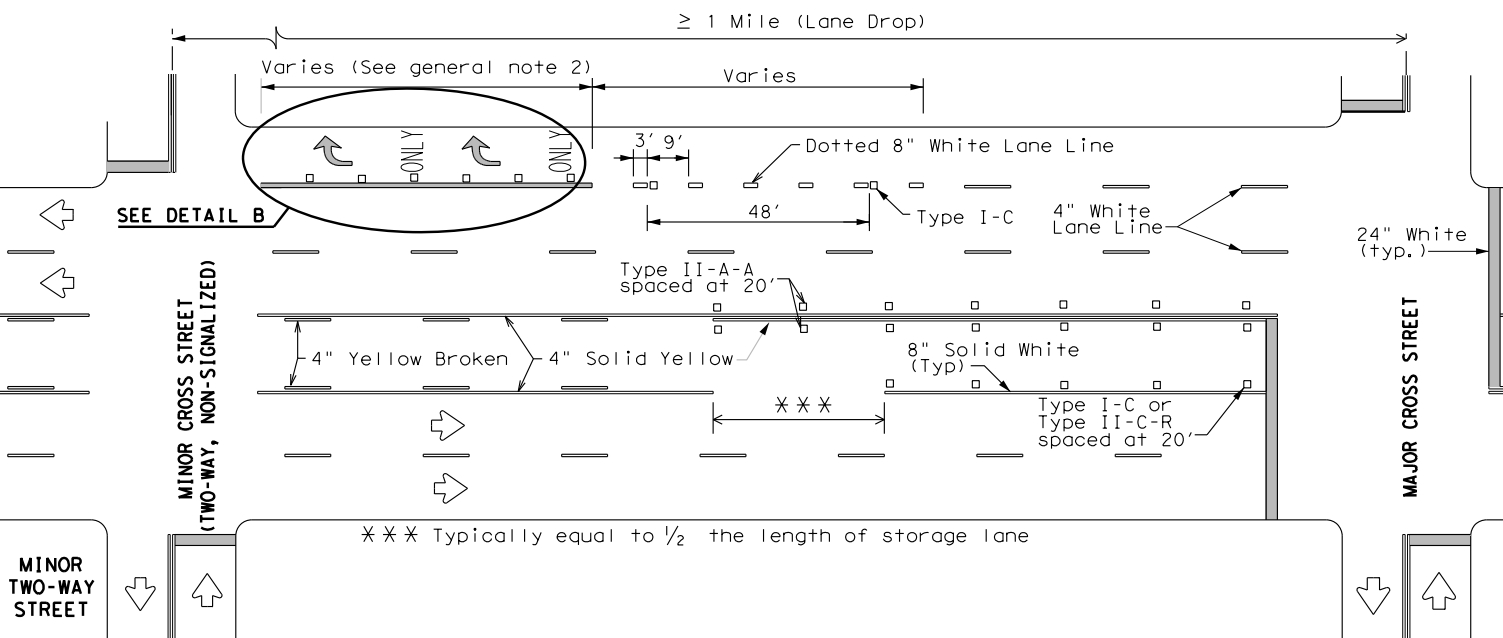 ≥ 1 Mile (Lane Drop)
Varies (See general note 2)
Varies
ONLY
ONLY
3'
9'
Dotted 8" White Lane Line
SEE DETAIL B
48'
Type I-C
4" White
Lane Line
24" White
(typ.)
Type II-A-A
spaced at 20'
MINOR CROSS STREET
(TWO-WAY, NON-SIGNALIZED)
4" Yellow Broken
4" Solid Yellow
8" Solid White
(Typ)
***
Type I-C or
Type II-C-R
spaced at 20'
MAJOR CROSS STREET
*** Typically equal to ½ the length of storage lane
MINOR
TWO-WAY
STREET